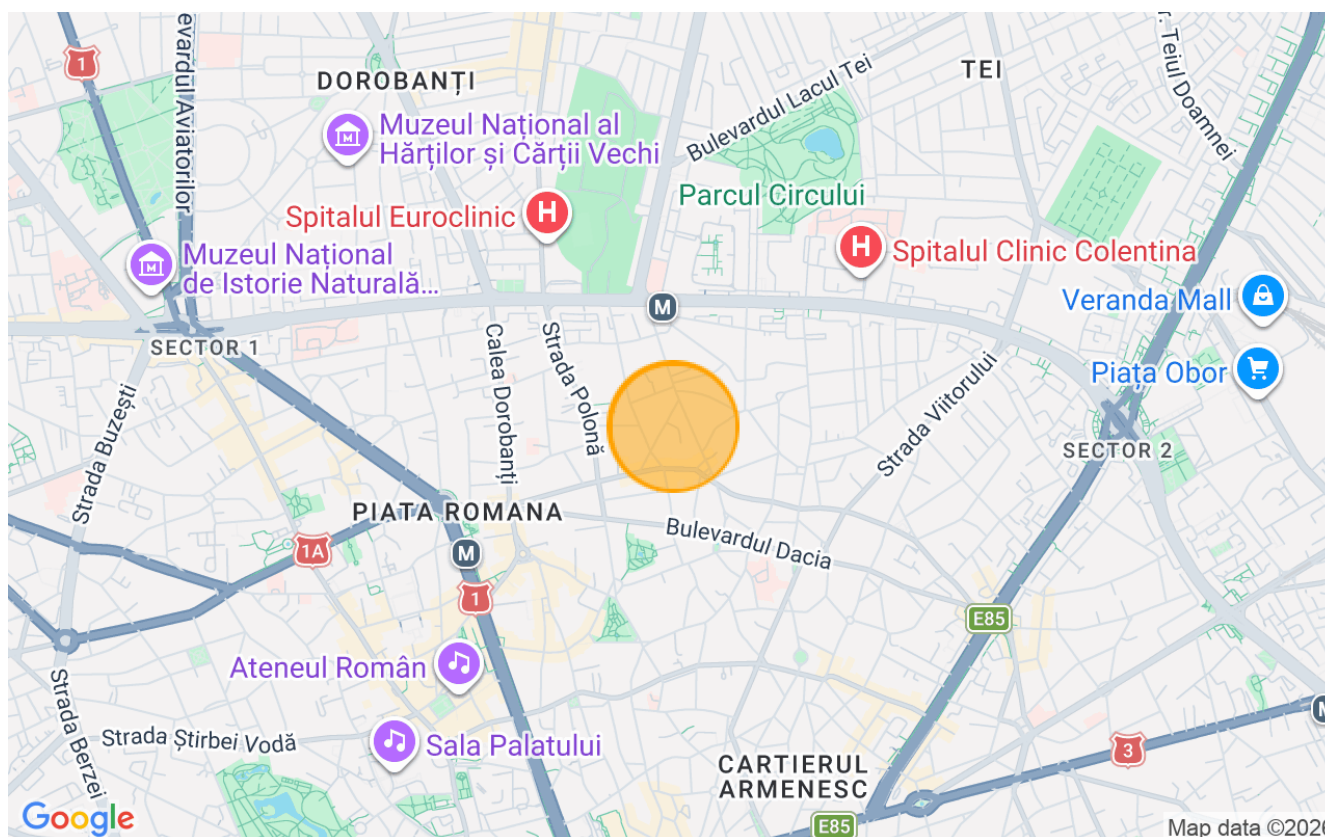 1
Bulevardul Aviatorilor
DOROBANȚI
TEI
Teiul Doamnei
Bulevardul Lacul Tei
Muzeul Național al
Hărților și Cărții Vechi
Parcul Circului
Spitalul Euroclinic
H
H
Spitalul Clinic Colentina
Muzeul Național
de Istorie Naturală...
Veranda Mall
M
SECTOR 1
Calea Dorobanți
Strada Polonă
Strada Viitorului
Piața Obor
Strada Buzești
SECTOR 2
PIATA ROMANA
Bulevardul Dacia
1A
M
1
E85
Ateneul Român
Strada Berzei
Strada Știrbei Vodă
Sala Palatului
M
3
CARTIERUL
ARMENESC
E85
Google
Map data ©202